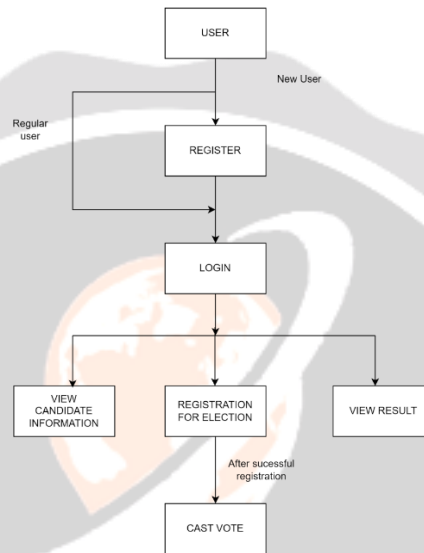 USER
New User
Regular
user
REGISTER
LOGIN
VIEW
CANDIDATE
INFORMATION
REGISTRATION
FOR ELECTION
VIEW RESULT
After sucessful
registration
CAST VOTE